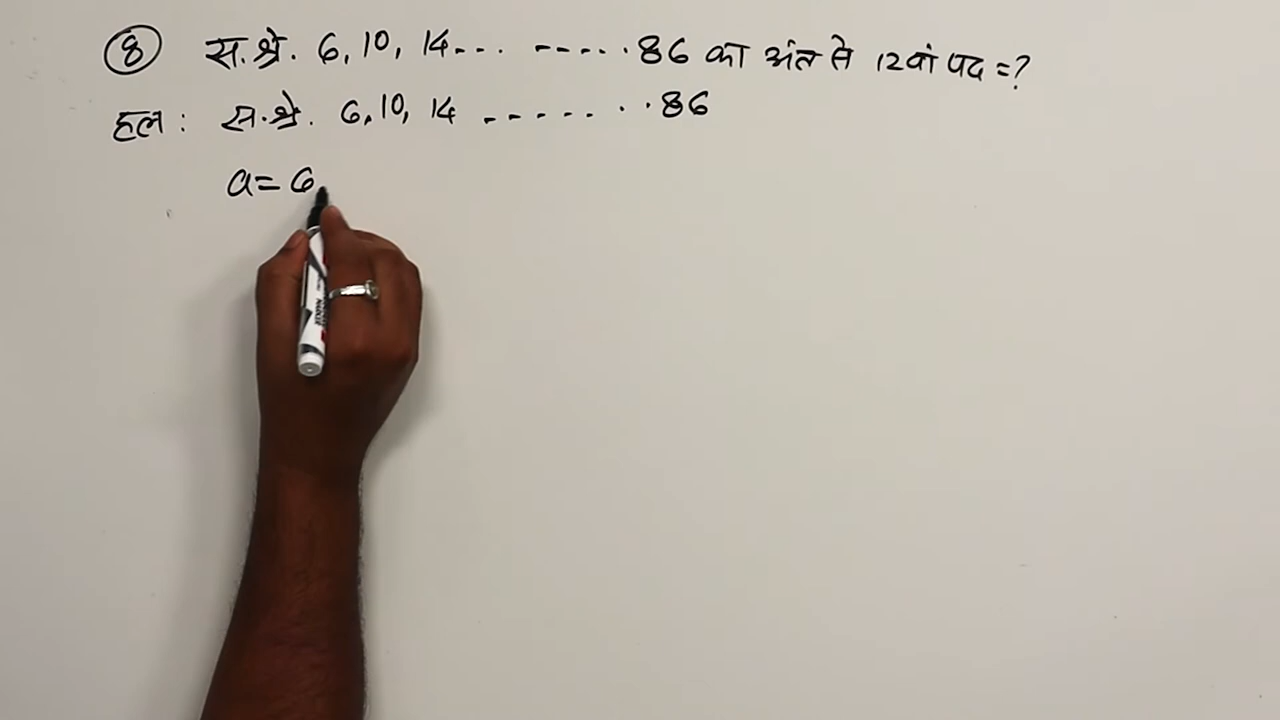 8 स.श्रे. 6, 10, 14... -----.86 का अंत से 12वां पद =?
हल : स.श्रे. 6, 10, 14 ----- ..86
a= 6